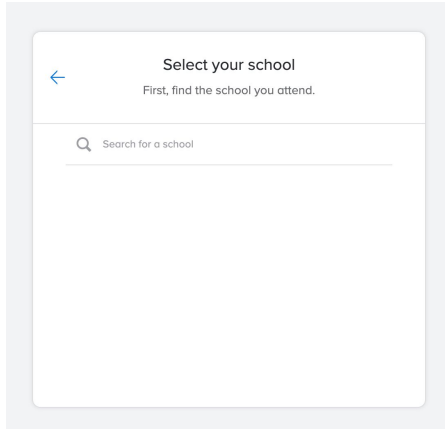 Select your school
First, find the school you attend.
Search for a school